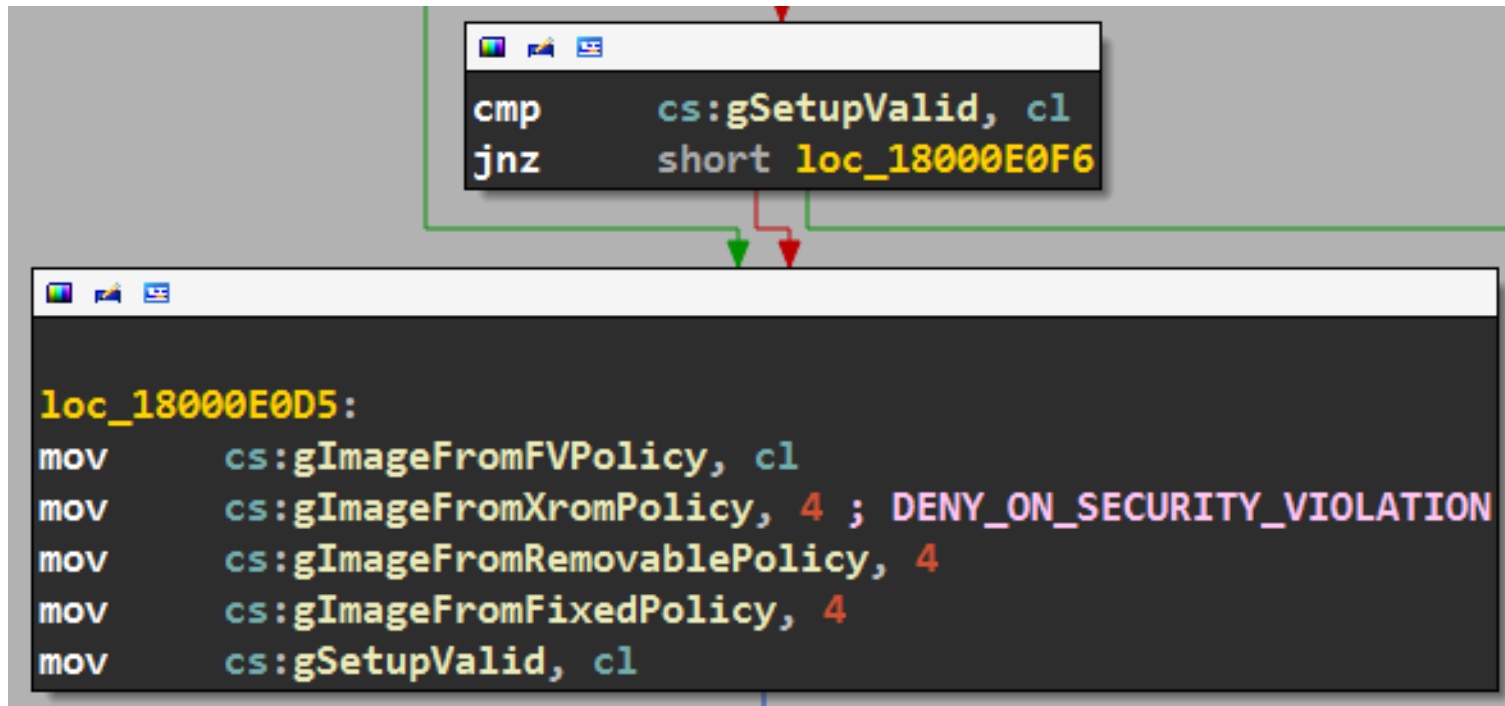 cmp cs:gSetupValid, cl
jnz short loc_18000E0F6
loc_18000E0D5:
mov cs:gImageFromFVPolicy, cl
mov cs:gImageFromXromPolicy, 4 ; DENY_ON_SECURITY_VIOLATION
mov cs:gImageFromRemovablePolicy, 4
mov cs:gImageFromFixedPolicy, 4
mov cs:gSetupValid, cl